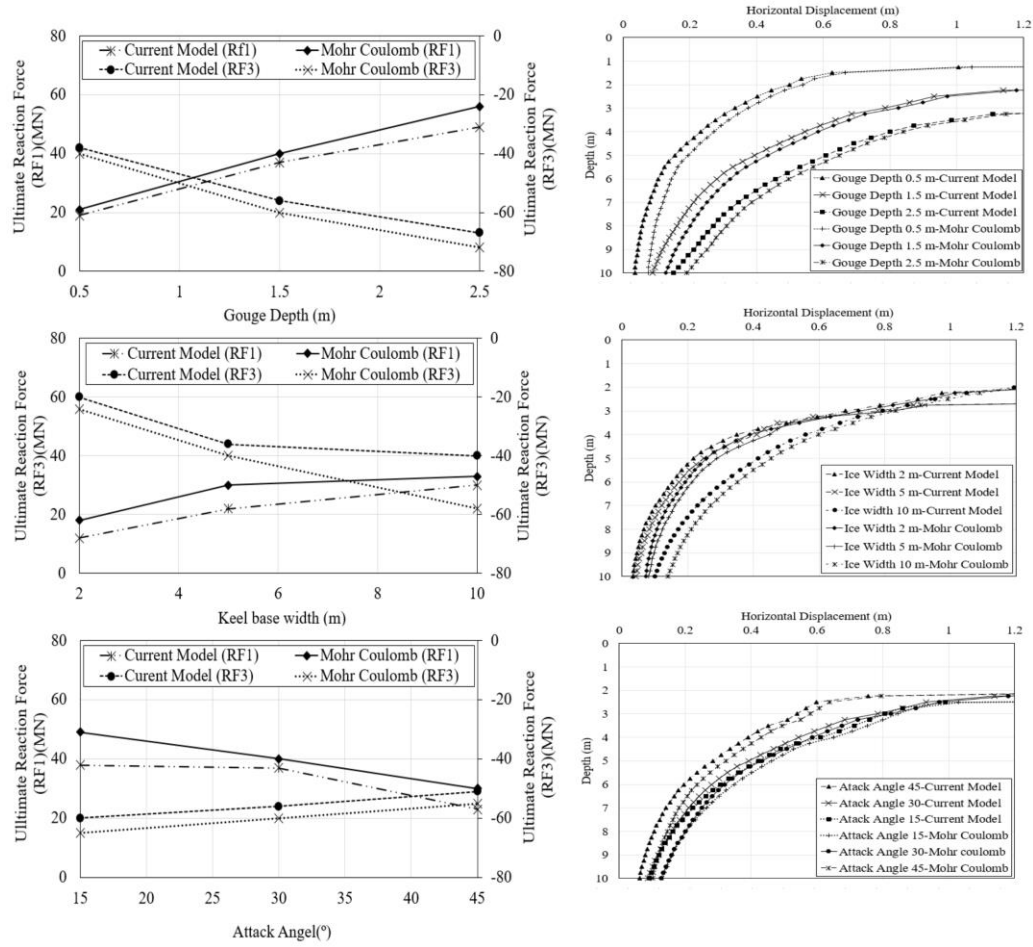 80
60
40
20
0
0
-20
-40
-60
-80
Current Model (Rf1)
Mohr Coulomb (RF1)
Current Model (RF3)
Mohr Coulomb (RF3)
Ultimate Reaction Force
(RF1)(MN)
Ultimate Reaction Force
(RF3)(MN)
0.5 1 1.5 2 2.5
Gouge Depth (m)
Horizontal Displacement (m)
0 0.2 0.4 0.6 0.8 1 1.2
0
1
2
3
4
5
6
7
8
9
10
Depth (m)
Gouge Depth 0.5 m-Current Model
Gouge Depth 1.5 m-Current Model
Gouge Depth 2.5 m-Current Model
Gouge Depth 0.5 m-Mohr Coulomb
Gouge Depth 1.5 m-Mohr Coulomb
Gouge Depth 2.5 m-Mohr Coulomb
80
60
40
20
0
0
-20
-40
-60
-80
Current Model (RF1)
Mohr Coulomb (RF1)
Current Model (RF3)
Mohr Coulomb (RF3)
Ultimate Reaction Force
(RF3)(MN)
Ultimate Reaction Force
(RF3)(MN)
2 4 6 8 10
Keel base width (m)
Horizontal Displacement (m)
0 0.2 0.4 0.6 0.8 1 1.2
0
1
2
3
4
5
6
7
8
9
10
Depth (m)
Ice Width 2 m-Current Model
Ice Width 5 m-Current Model
Ice width 10 m-Current Model
Ice Width 2 m-Mohr Coulomb
Ice Width 5 m-Mohr Coulomb
Ice Width 10 m-Mohr Coulomb
80
60
40
20
0
0
-20
-40
-60
-80
Current Model (RF1)
Mohr Coulomb (RF1)
Curent Model (RF3)
Mohr Coulomb (RF3)
Ulltimate Reaction Force
(RF1)(MN)
Ultimate Reaction Force
(RF3)(MN)
15 20 25 30 35 40 45
Attack Angel(º)
Horizontal Displacement (m)
0 0.2 0.4 0.6 0.8 1 1.2
0
1
2
3
4
5
6
7
8
9
10
Depth (m)
Atack Angle 45-Current Model
Attack Angle 30-Current Model
Atack Angle 15-Current Model
Attack Angle 15-Mohr Coulomb
Attack Angle 30-Mohr coulomb
Attack Angle 45-Mohr Coulomb